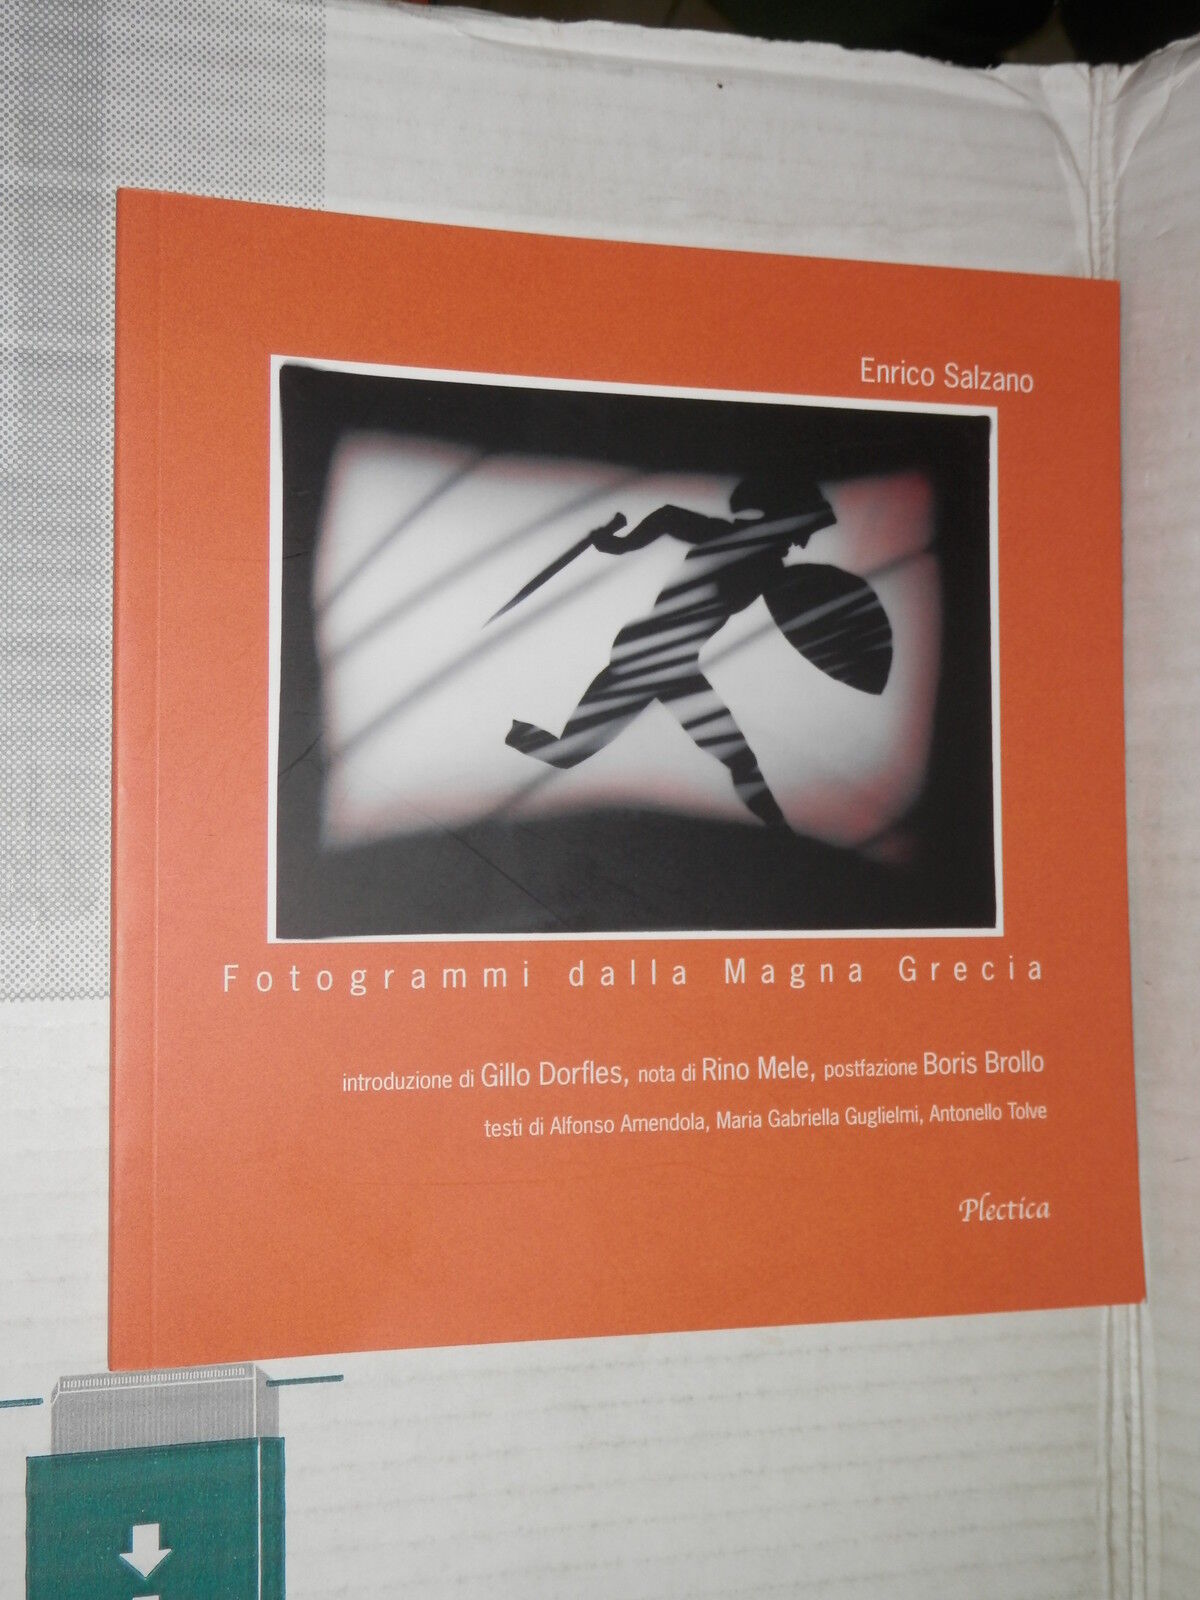 Enrico Salzano
Fotogrammi dalla Magna Grecia
introduzione di Gillo Dorfles, nota di Rino Mele, postfazione Boris Brollo
testi di Alfonso Amendola, Maria Gabriella Guglielmi, Antonello Tolve
Plectica